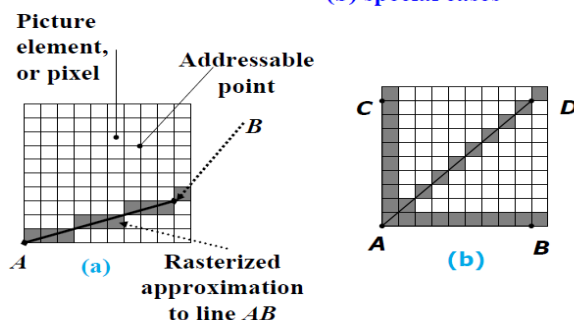 Picture
element,
or pixel
Addressable
point
B
A
(a)
Rasterized
approximation
to line AB
C
D
A
B
(b)